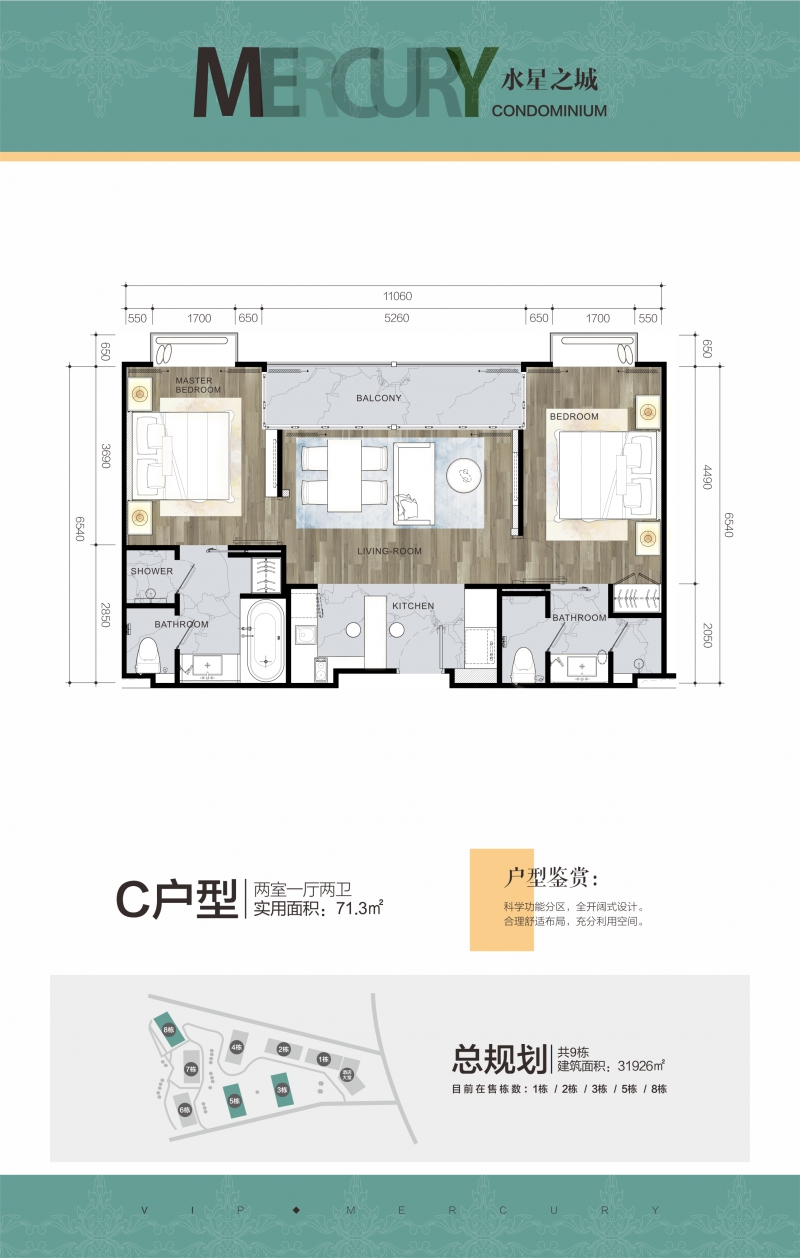 MERCURY 水星之城
CONDOMINIUM
11060
550 1700 650 5260 650 1700 550
650
650
MASTER
BEDROOM
BALCONY
BEDROOM
3690
6540
4490
6540
LIVING-ROOM
SHOWER
2850
BATHROOM
KITCHEN
BATHROOM
2050
C户型
两室一厅两卫
实用面积：71.3㎡
户型鉴赏：
科学功能分区，全开阔式设计。
合理舒适布局，充分利用空间。
8栋
4栋
2栋
1栋
7栋
酒店
大堂
3栋
5栋
6栋
总规划
共9栋
建筑面积：31926㎡
目前在售栋数：1栋 / 2栋 / 3栋 / 5栋 / 8栋
VIP◆MERCURY